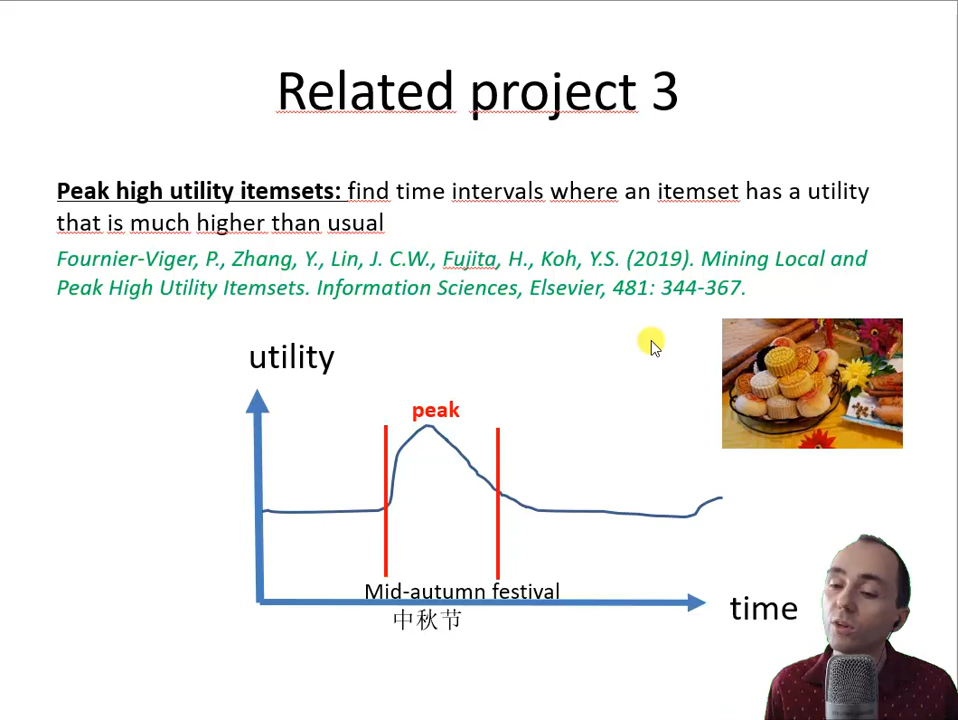 Related project 3
Peak high utility itemsets: find time intervals where an itemset has a utility
that is much higher than usual
Fournier-Viger, P., Zhang, Y., Lin, J. C.W., Fujita, H., Koh, Y.S. (2019). Mining Local and
Peak High Utility Itemsets. Information Sciences, Elsevier, 481: 344-367.
utility
peak
Mid-autumn festival
中秋节
time